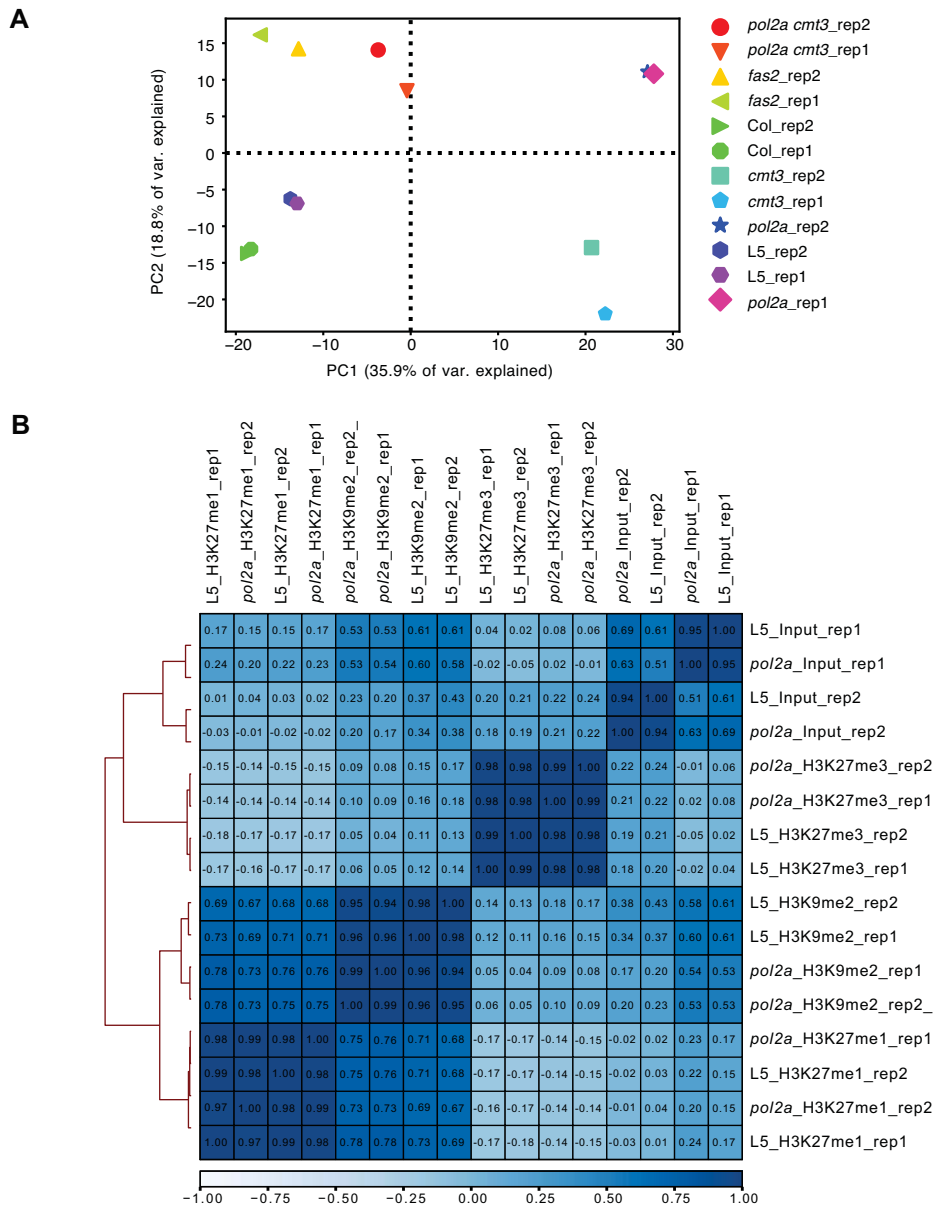 A
15
10
5
0
−5
−10
−15
−20
PC2 (18.8% of var. explained)
−20
−10
0
10
20
30
PC1 (35.9% of var. explained)
pol2a cmt3_rep2
pol2a cmt3_rep1
fas2_rep2
fas2_rep1
Col_rep2
Col_rep1
cmt3_rep2
cmt3_rep1
pol2a_rep2
L5_rep2
L5_rep1
pol2a_rep1
B
L5_H3K27me1_rep1
pol2a_H3K27me1_rep2
L5_H3K27me1_rep2
pol2a_H3K27me1_rep1
pol2a_H3K9me2_rep2_
pol2a_H3K9me2_rep1
L5_H3K9me2_rep1
L5_H3K9me2_rep2
L5_H3K27me3_rep1
L5_H3K27me3_rep2
pol2a_H3K27me3_rep1
pol2a_H3K27me3_rep2
pol2a_Input_rep2
L5_Input_rep2
pol2a_Input_rep1
L5_Input_rep1
0.17 0.15 0.15 0.17 0.53 0.53 0.61 0.61 0.04 0.02 0.08 0.06 0.69 0.61 0.95 1.00 L5_Input_rep1
0.24 0.20 0.22 0.23 0.53 0.54 0.60 0.58 -0.02 -0.05 0.02 -0.01 0.63 0.51 1.00 0.95 pol2a_Input_rep1
0.01 0.04 0.03 0.02 0.23 0.20 0.37 0.43 0.20 0.21 0.22 0.24 0.94 1.00 0.51 0.61 L5_Input_rep2
-0.03 -0.01 -0.02 -0.02 0.20 0.17 0.34 0.38 0.18 0.19 0.21 0.22 1.00 0.94 0.63 0.69 pol2a_Input_rep2
-0.15 -0.14 -0.15 -0.15 0.09 0.08 0.15 0.17 0.98 0.98 0.99 1.00 0.22 0.24 -0.01 0.06 pol2a_H3K27me3_rep2
-0.14 -0.14 -0.14 -0.14 0.10 0.09 0.16 0.18 0.98 0.98 1.00 0.99 0.21 0.22 0.02 0.08 pol2a_H3K27me3_rep1
-0.18 -0.17 -0.17 -0.17 0.05 0.04 0.11 0.13 0.99 1.00 0.98 0.98 0.19 0.21 -0.05 0.02 L5_H3K27me3_rep2
-0.17 -0.16 -0.17 -0.17 0.06 0.05 0.12 0.14 1.00 0.99 0.98 0.98 0.18 0.20 -0.02 0.04 L5_H3K27me3_rep1
0.69 0.67 0.68 0.68 0.95 0.94 0.98 1.00 0.14 0.13 0.18 0.17 0.38 0.43 0.58 0.61 L5_H3K9me2_rep2
0.73 0.69 0.71 0.71 0.96 0.96 1.00 0.98 0.12 0.11 0.16 0.15 0.34 0.37 0.60 0.61 L5_H3K9me2_rep1
0.78 0.73 0.76 0.76 0.99 1.00 0.96 0.94 0.05 0.04 0.09 0.08 0.17 0.20 0.54 0.53 pol2a_H3K9me2_rep1
0.78 0.73 0.75 0.75 1.00 0.99 0.96 0.95 0.06 0.05 0.10 0.09 0.20 0.23 0.53 0.53 pol2a_H3K9me2_rep2_
0.98 0.99 0.98 1.00 0.75 0.76 0.71 0.68 -0.17 -0.17 -0.14 -0.15 -0.02 0.02 0.23 0.17 pol2a_H3K27me1_rep1
0.99 0.98 1.00 0.98 0.75 0.76 0.71 0.68 -0.17 -0.17 -0.14 -0.15 -0.02 0.03 0.22 0.15 L5_H3K27me1_rep2
0.97 1.00 0.98 0.99 0.73 0.73 0.69 0.67 -0.16 -0.17 -0.14 -0.14 -0.01 0.04 0.20 0.15 pol2a_H3K27me1_rep2
1.00 0.97 0.99 0.98 0.78 0.78 0.73 0.69 -0.17 -0.18 -0.14 -0.15 -0.03 0.01 0.24 0.17 L5_H3K27me1_rep1
−1.00 −0.75 −0.50 −0.25 0.00 0.25 0.50 0.75 1.00